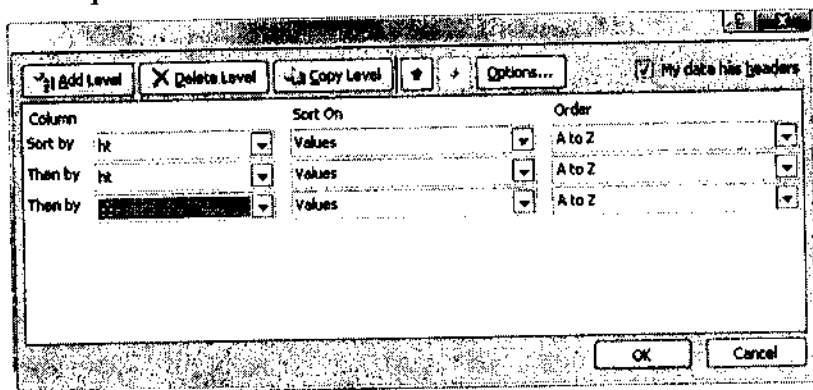 Add Level Delete Level Copy Level Options... My data has headers
Column Sort On Order
Sort by ht Values A to Z
Then by ht Values A to Z
Then by Values A to Z
OK Cancel